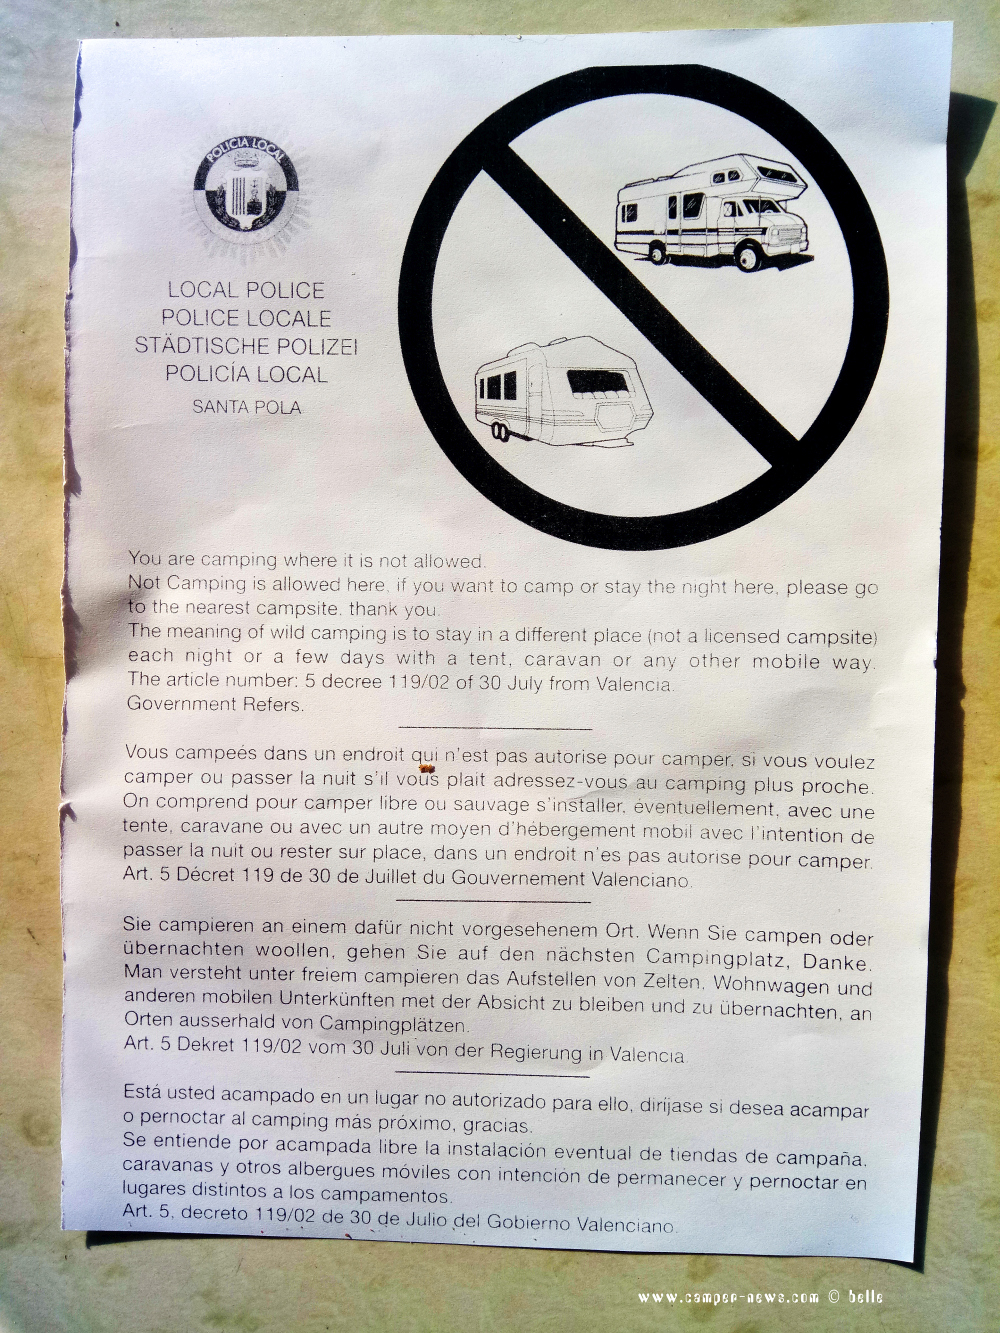 POLICIA LOCAL
LOCAL POLICE
POLICE LOCALE
STÄDTISCHE POLIZEI
POLICÍA LOCAL
SANTA POLA
You are camping where it is not allowed.
Not Camping is allowed here, if you want to camp or stay the night here, please go
to the nearest campsite. thank you.
The meaning of wild camping is to stay in a different place (not a licensed campsite)
each night or a few days with a tent, caravan or any other mobile way.
The article number: 5 decree 119/02 of 30 July from Valencia.
Government Refers.
Vous campeés dans un endroit qui n'est pas autorise pour camper, si vous voulez
camper ou passer la nuit s'il vous plait adressez-vous au camping plus proche.
On comprend pour camper libre ou sauvage s'installer, éventuellement, avec une
tente, caravane ou avec un autre moyen d'hébergement mobil avec l'intention de
passer la nuit ou rester sur place, dans un endroit n'es pas autorise pour camper.
Art. 5 Décret 119 de 30 de Juillet du Gouvernement Valenciano.
Sie campieren an einem dafür nicht vorgesehenem Ort. Wenn Sie campen oder
übernachten woollen, gehen Sie auf den nächsten Campingplatz, Danke.
Man versteht unter freiem campieren das Aufstellen von Zelten, Wohnwagen und
anderen mobilen Unterkünften met der Absicht zu bleiben und zu übernachten, an
Orten ausserhald von Campingplätzen.
Art. 5 Dekret 119/02 vom 30 Juli von der Regierung in Valencia.
Está usted acampado en un lugar no autorizado para ello, diríjase si desea acampar
o pernoctar al camping más próximo, gracias.
Se entiende por acampada libre la instalación eventual de tiendas de campaña,
caravanas y otros albergues móviles con intención de permanecer y pernoctar en
lugares distintos a los campamentos.
Art. 5, decreto 119/02 de 30 de Julio del Gobierno Valenciano.
www.camper-news.com © belle